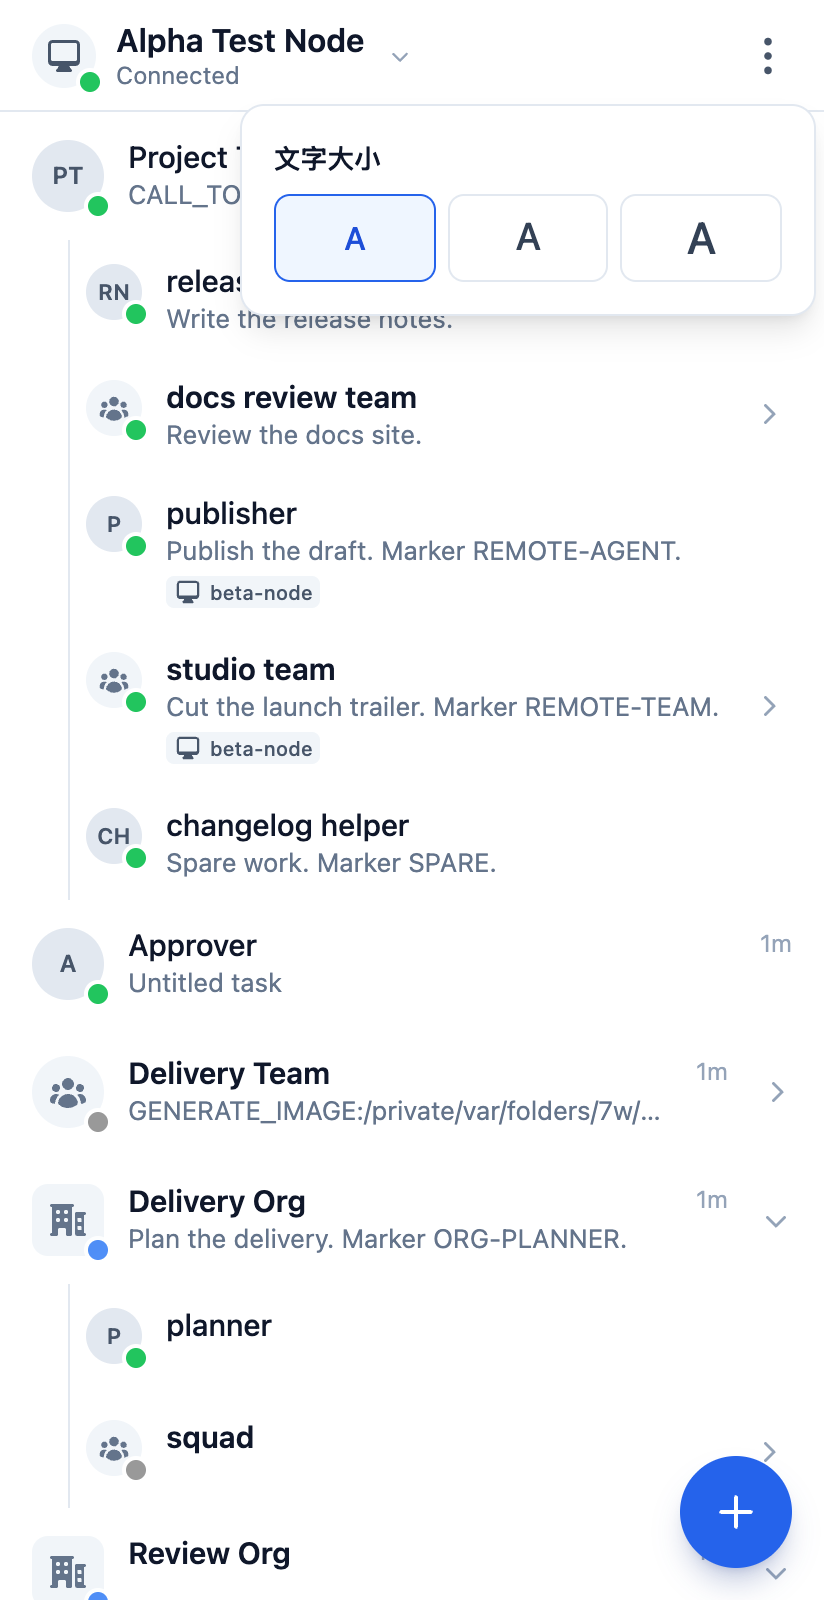 Alpha Test Node
Connected
文字大小
A A A
PT
Project
CALL_TO
RN
Write the release notes.
docs review team
Review the docs site.
P
publisher
Publish the draft. Marker REMOTE-AGENT.
beta-node
studio team
Cut the launch trailer. Marker REMOTE-TEAM.
beta-node
CH
changelog helper
Spare work. Marker SPARE.
A
Approver
1m
Untitled task
Delivery Team
1m
GENERATE_IMAGE:/private/var/folders/7w/...
Delivery Org
1m
Plan the delivery. Marker ORG-PLANNER.
P
planner
squad
Review Org